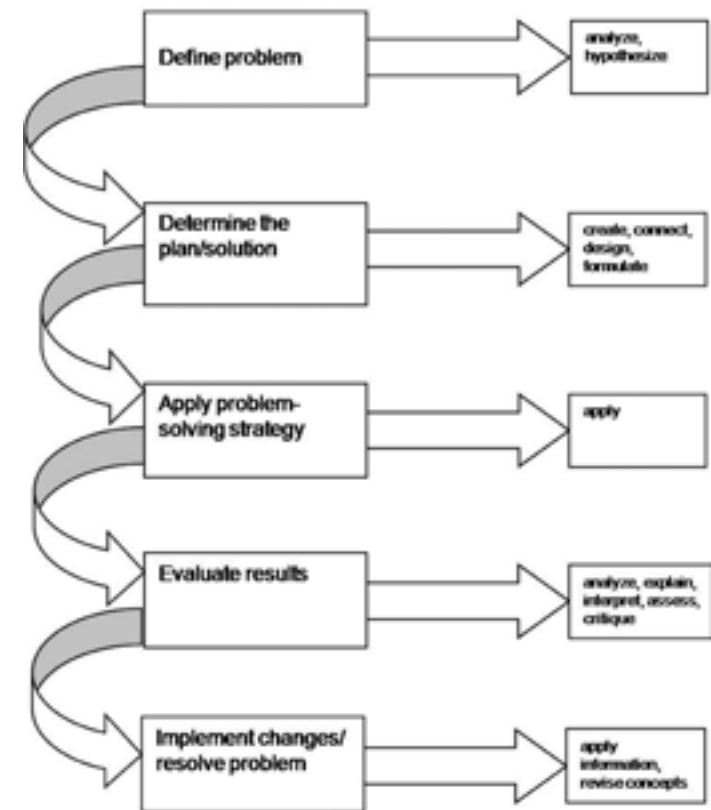 Define problem
analyze,
hypothesize
Determine the
plan/solution
create, connect,
design,
formulate
Apply problem-
solving strategy
apply
Evaluate results
analyze, explain,
interpret, assess,
critique
Implement changes/
resolve problem
apply
information,
revise concepts